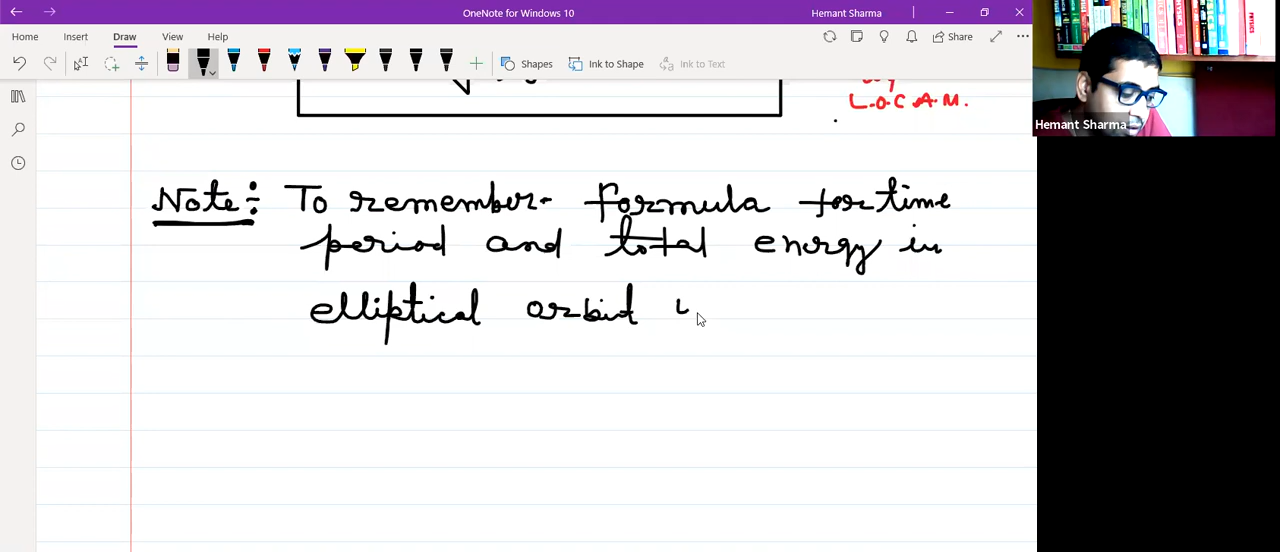 OneNote for Windows 10
Hemant Sharma
Home Insert Draw View Help
Share
Shapes Ink to Shape Ink to Text
L.O.C.A.M.
Note:- To remember formula for time
period and total energy in
elliptical orbit
Hemant Sharma